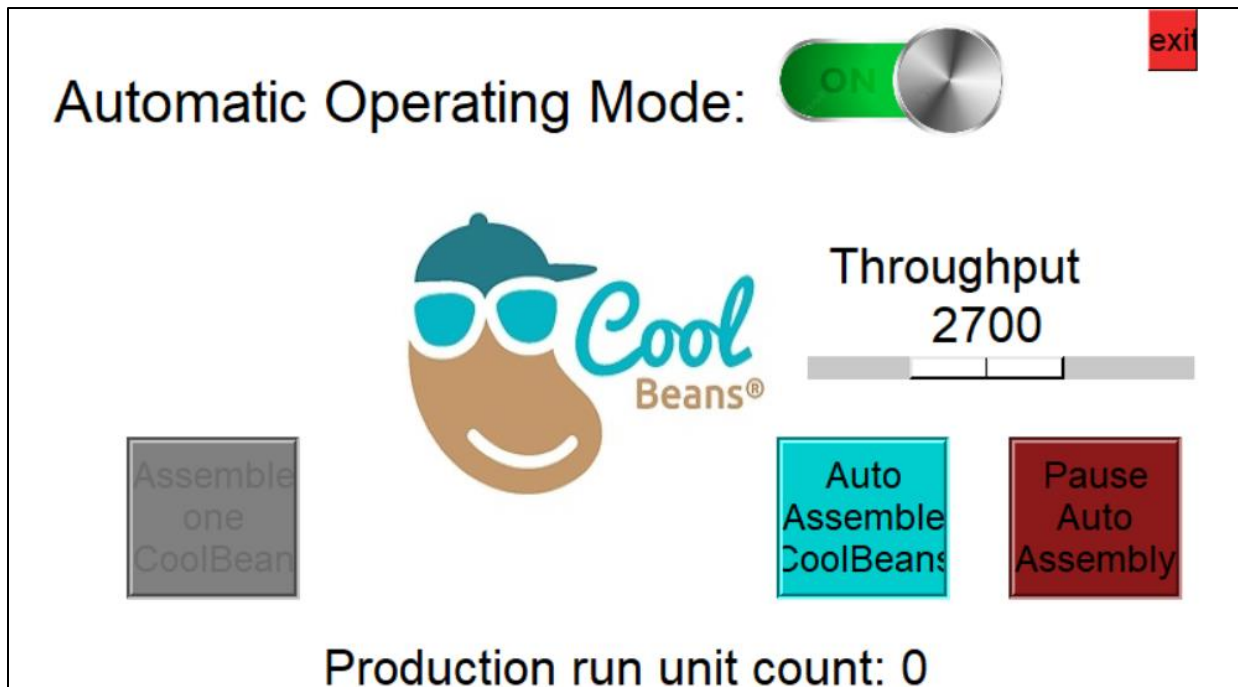 exit
Automatic Operating Mode:
ON
Throughput
2700
Cool
Beans®
Assemble
one
CoolBean
Auto
Assemble
CoolBeans
Pause
Auto
Assembly
Production run unit count: 0